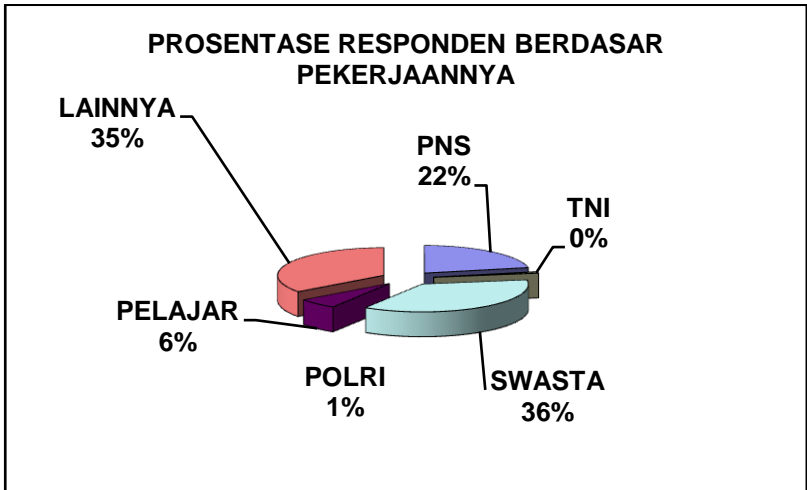 PROSENTASE RESPONDEN BERDASAR
PEKERJAANNYA
LAINNYA
35%
PNS
22%
TNI
0%
PELAJAR
6%
POLRI
1%
SWASTA
36%